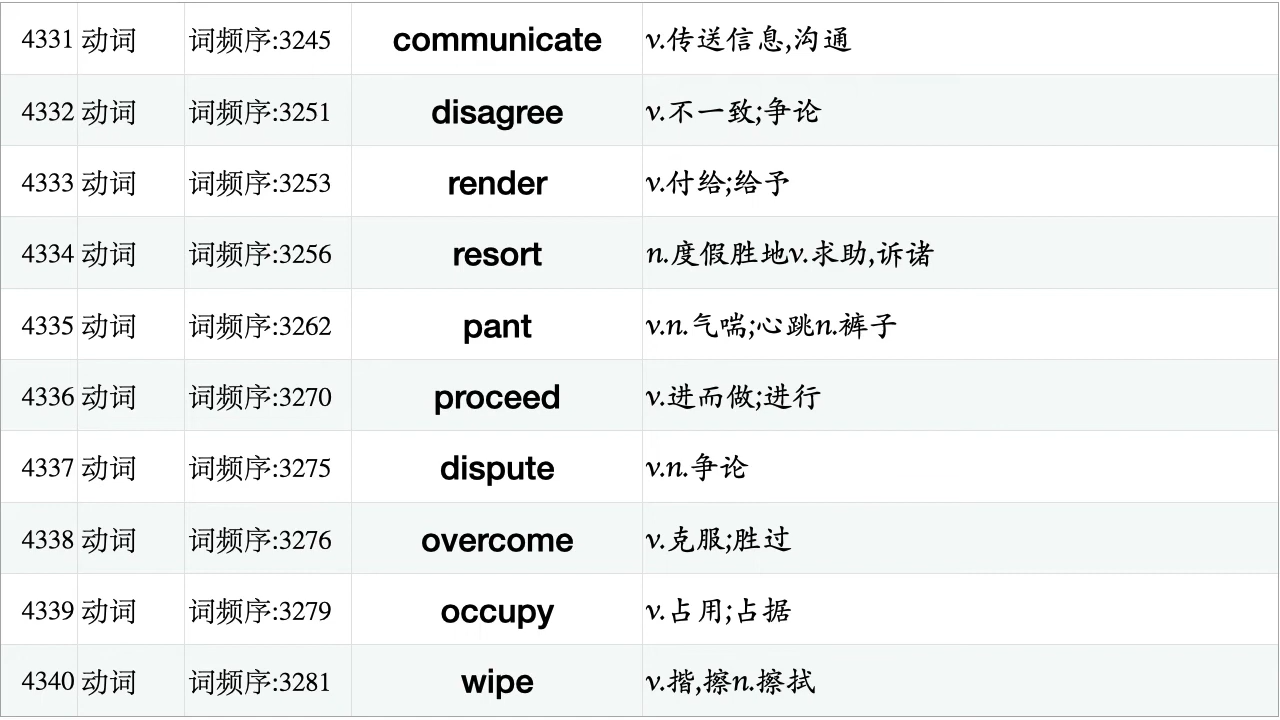 4331 动词 词频序:3245 communicate v.传送信息,沟通
4332 动词 词频序:3251 disagree v.不一致;争论
4333 动词 词频序:3253 render v.付给;给予
4334 动词 词频序:3256 resort n.度假胜地v.求助,诉诸
4335 动词 词频序:3262 pant v.n.气喘;心跳n.裤子
4336 动词 词频序:3270 proceed v.进而做;进行
4337 动词 词频序:3275 dispute v.n.争论
4338 动词 词频序:3276 overcome v.克服;胜过
4339 动词 词频序:3279 occupy v.占用;占据
4340 动词 词频序:3281 wipe v.揩,擦n.擦拭